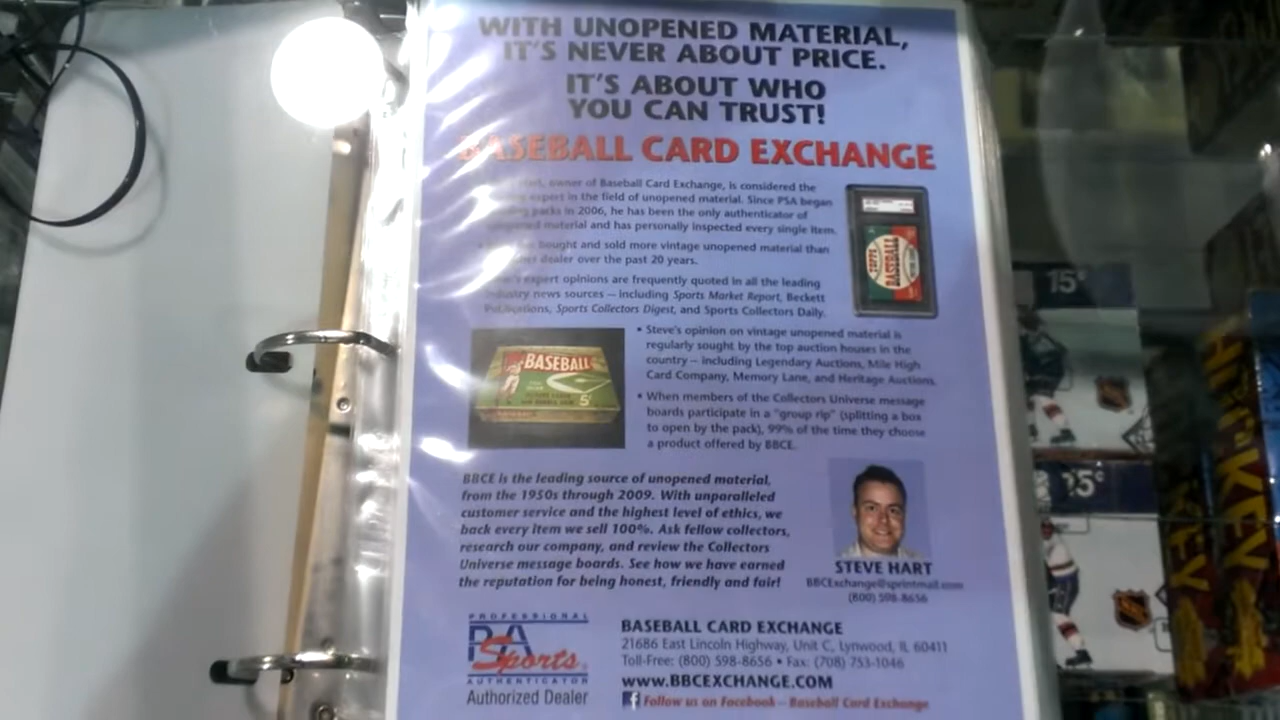 WITH UNOPENED MATERIAL,
IT'S NEVER ABOUT PRICE.
IT'S ABOUT WHO
YOU CAN TRUST!
BASEBALL CARD EXCHANGE
owner of Baseball Card Exchange, is considered the
expert in the field of unopened material. Since PSA began
packs in 2006, he has been the only authenticator of
material and has personally inspected every single item.
bought and sold more vintage unopened material than
dealer over the past 20 years.
expert opinions are frequently quoted in all the leading
industry news sources — including Sports Market Report, Beckett
Publications, Sports Collectors Digest, and Sports Collectors Daily.
TOPPS
BASEBALL
• Steve's opinion on vintage unopened material is
regularly sought by the top auction houses in the
country — including Legendary Auctions, Mile High
Card Company, Memory Lane, and Heritage Auctions.
• When members of the Collectors Universe message
boards participate in a "group rip" (splitting a box
to open by the pack), 99% of the time they choose
a product offered by BBCE.
BASEBALL
5¢
BBCE is the leading source of unopened material,
from the 1950s through 2009. With unparalleled
customer service and the highest level of ethics, we
back every item we sell 100%. Ask fellow collectors,
research our company, and review the Collectors
Universe message boards. See how we have earned
the reputation for being honest, friendly and fair!
STEVE HART
BBCExchange@sprintmail.com
(800) 598-8656
PROFESSIONAL
PSA
Sports
AUTHENTICATOR
Authorized Dealer
BASEBALL CARD EXCHANGE
21686 East Lincoln Highway, Unit C, Lynwood, IL 60411
Toll-Free: (800) 598-8656 • Fax: (708) 753-1046
WWW.BBCEXCHANGE.COM
f Follow us on Facebook – Baseball Card Exchange
15¢
25¢